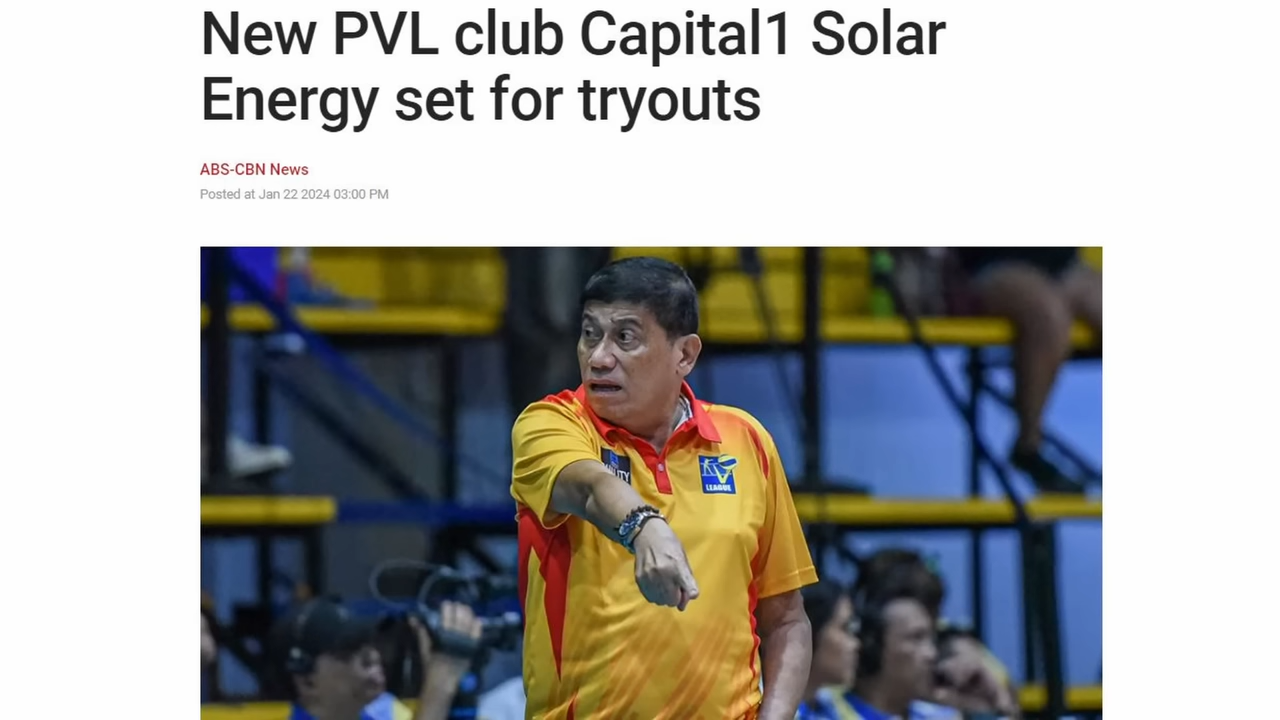 New PVL club Capital1 Solar
Energy set for tryouts
ABS-CBN News
Posted at Jan 22 2024 03:00 PM
LEAGUE